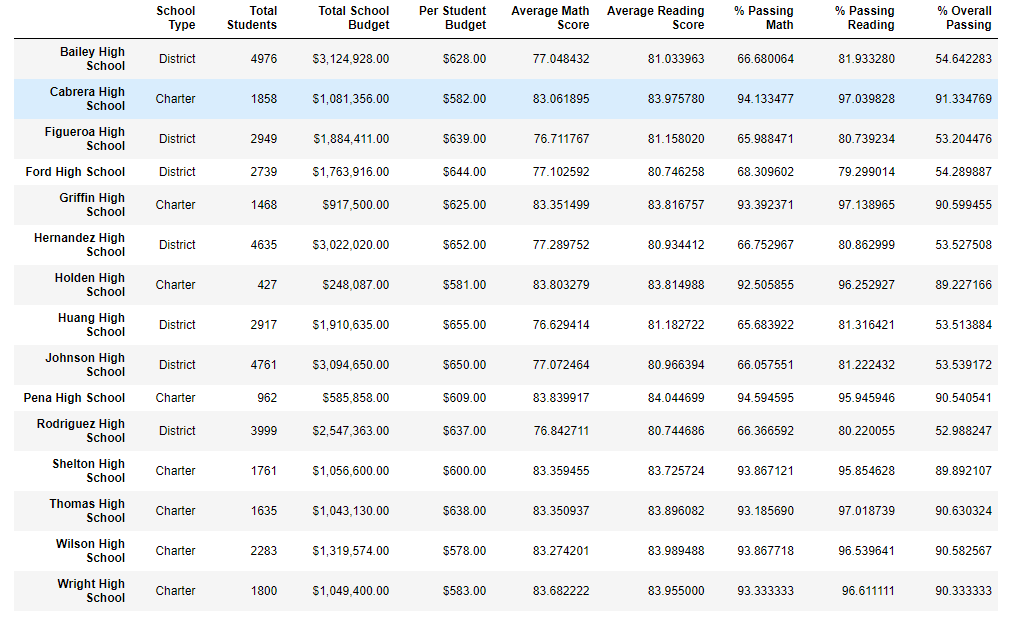 School Type Total Students Total School Budget Per Student Budget Average Math Score Average Reading Score % Passing Math % Passing Reading % Overall Passing
Bailey High School District 4976 $3,124,928.00 $628.00 77.048432 81.033963 66.680064 81.933280 54.642283
Cabrera High School Charter 1858 $1,081,356.00 $582.00 83.061895 83.975780 94.133477 97.039828 91.334769
Figueroa High School District 2949 $1,884,411.00 $639.00 76.711767 81.158020 65.988471 80.739234 53.204476
Ford High School District 2739 $1,763,916.00 $644.00 77.102592 80.746258 68.309602 79.299014 54.289887
Griffin High School Charter 1468 $917,500.00 $625.00 83.351499 83.816757 93.392371 97.138965 90.599455
Hernandez High School District 4635 $3,022,020.00 $652.00 77.289752 80.934412 66.752967 80.862999 53.527508
Holden High School Charter 427 $248,087.00 $581.00 83.803279 83.814988 92.505855 96.252927 89.227166
Huang High School District 2917 $1,910,635.00 $655.00 76.629414 81.182722 65.683922 81.316421 53.513884
Johnson High School District 4761 $3,094,650.00 $650.00 77.072464 80.966394 66.057551 81.222432 53.539172
Pena High School Charter 962 $585,858.00 $609.00 83.839917 84.044699 94.594595 95.945946 90.540541
Rodriguez High School District 3999 $2,547,363.00 $637.00 76.842711 80.744686 66.366592 80.220055 52.988247
Shelton High School Charter 1761 $1,056,600.00 $600.00 83.359455 83.725724 93.867121 95.854628 89.892107
Thomas High School Charter 1635 $1,043,130.00 $638.00 83.350937 83.896082 93.185690 97.018739 90.630324
Wilson High School Charter 2283 $1,319,574.00 $578.00 83.274201 83.989488 93.867718 96.539641 90.582567
Wright High School Charter 1800 $1,049,400.00 $583.00 83.682222 83.955000 93.333333 96.611111 90.333333